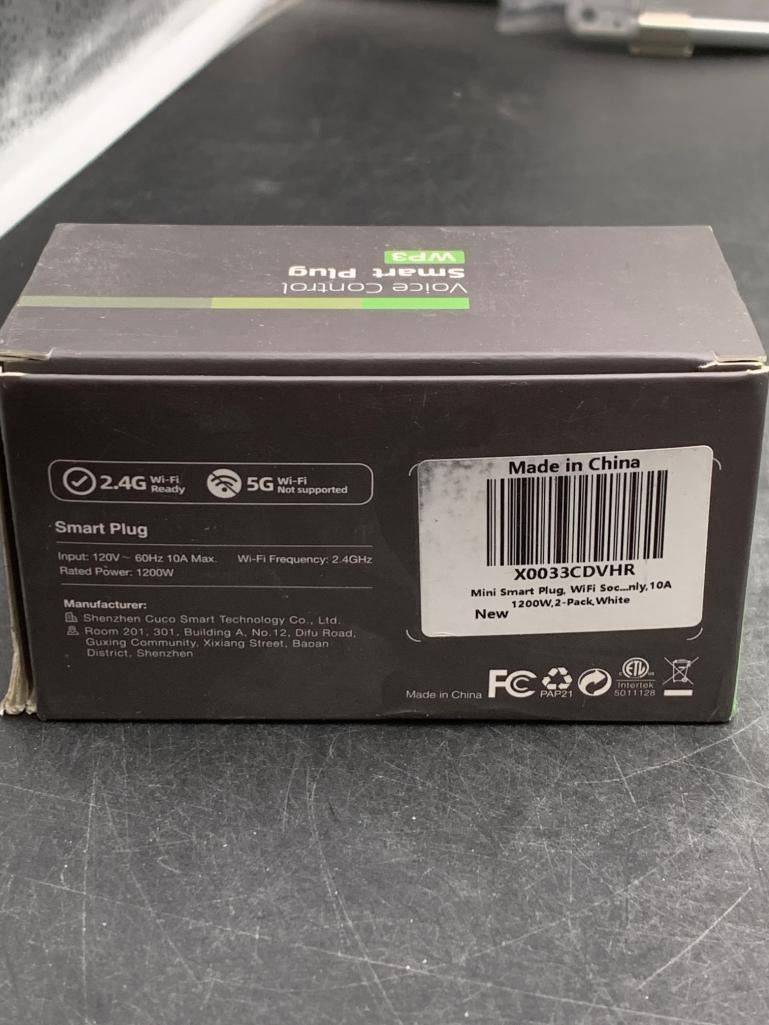 Voice Control
Smart Plug
WP3
2.4G Wi-Fi Ready
5G Wi-Fi Not supported
Smart Plug
Input: 120V~ 60Hz 10A Max. Wi-Fi Frequency: 2.4GHz
Rated Power: 1200W
Manufacturer:
Shenzhen Cuco Smart Technology Co., Ltd.
Room 201, 301, Building A, No.12, Difu Road,
Guxing Community, Xixiang Street, Baoan
District, Shenzhen
Made in China
X0033CDVHR
Mini Smart Plug, WiFi Soc...nly,10A
1200W,2-Pack,White
New
Made in China FC PAP21 ETL Intertek 5011128